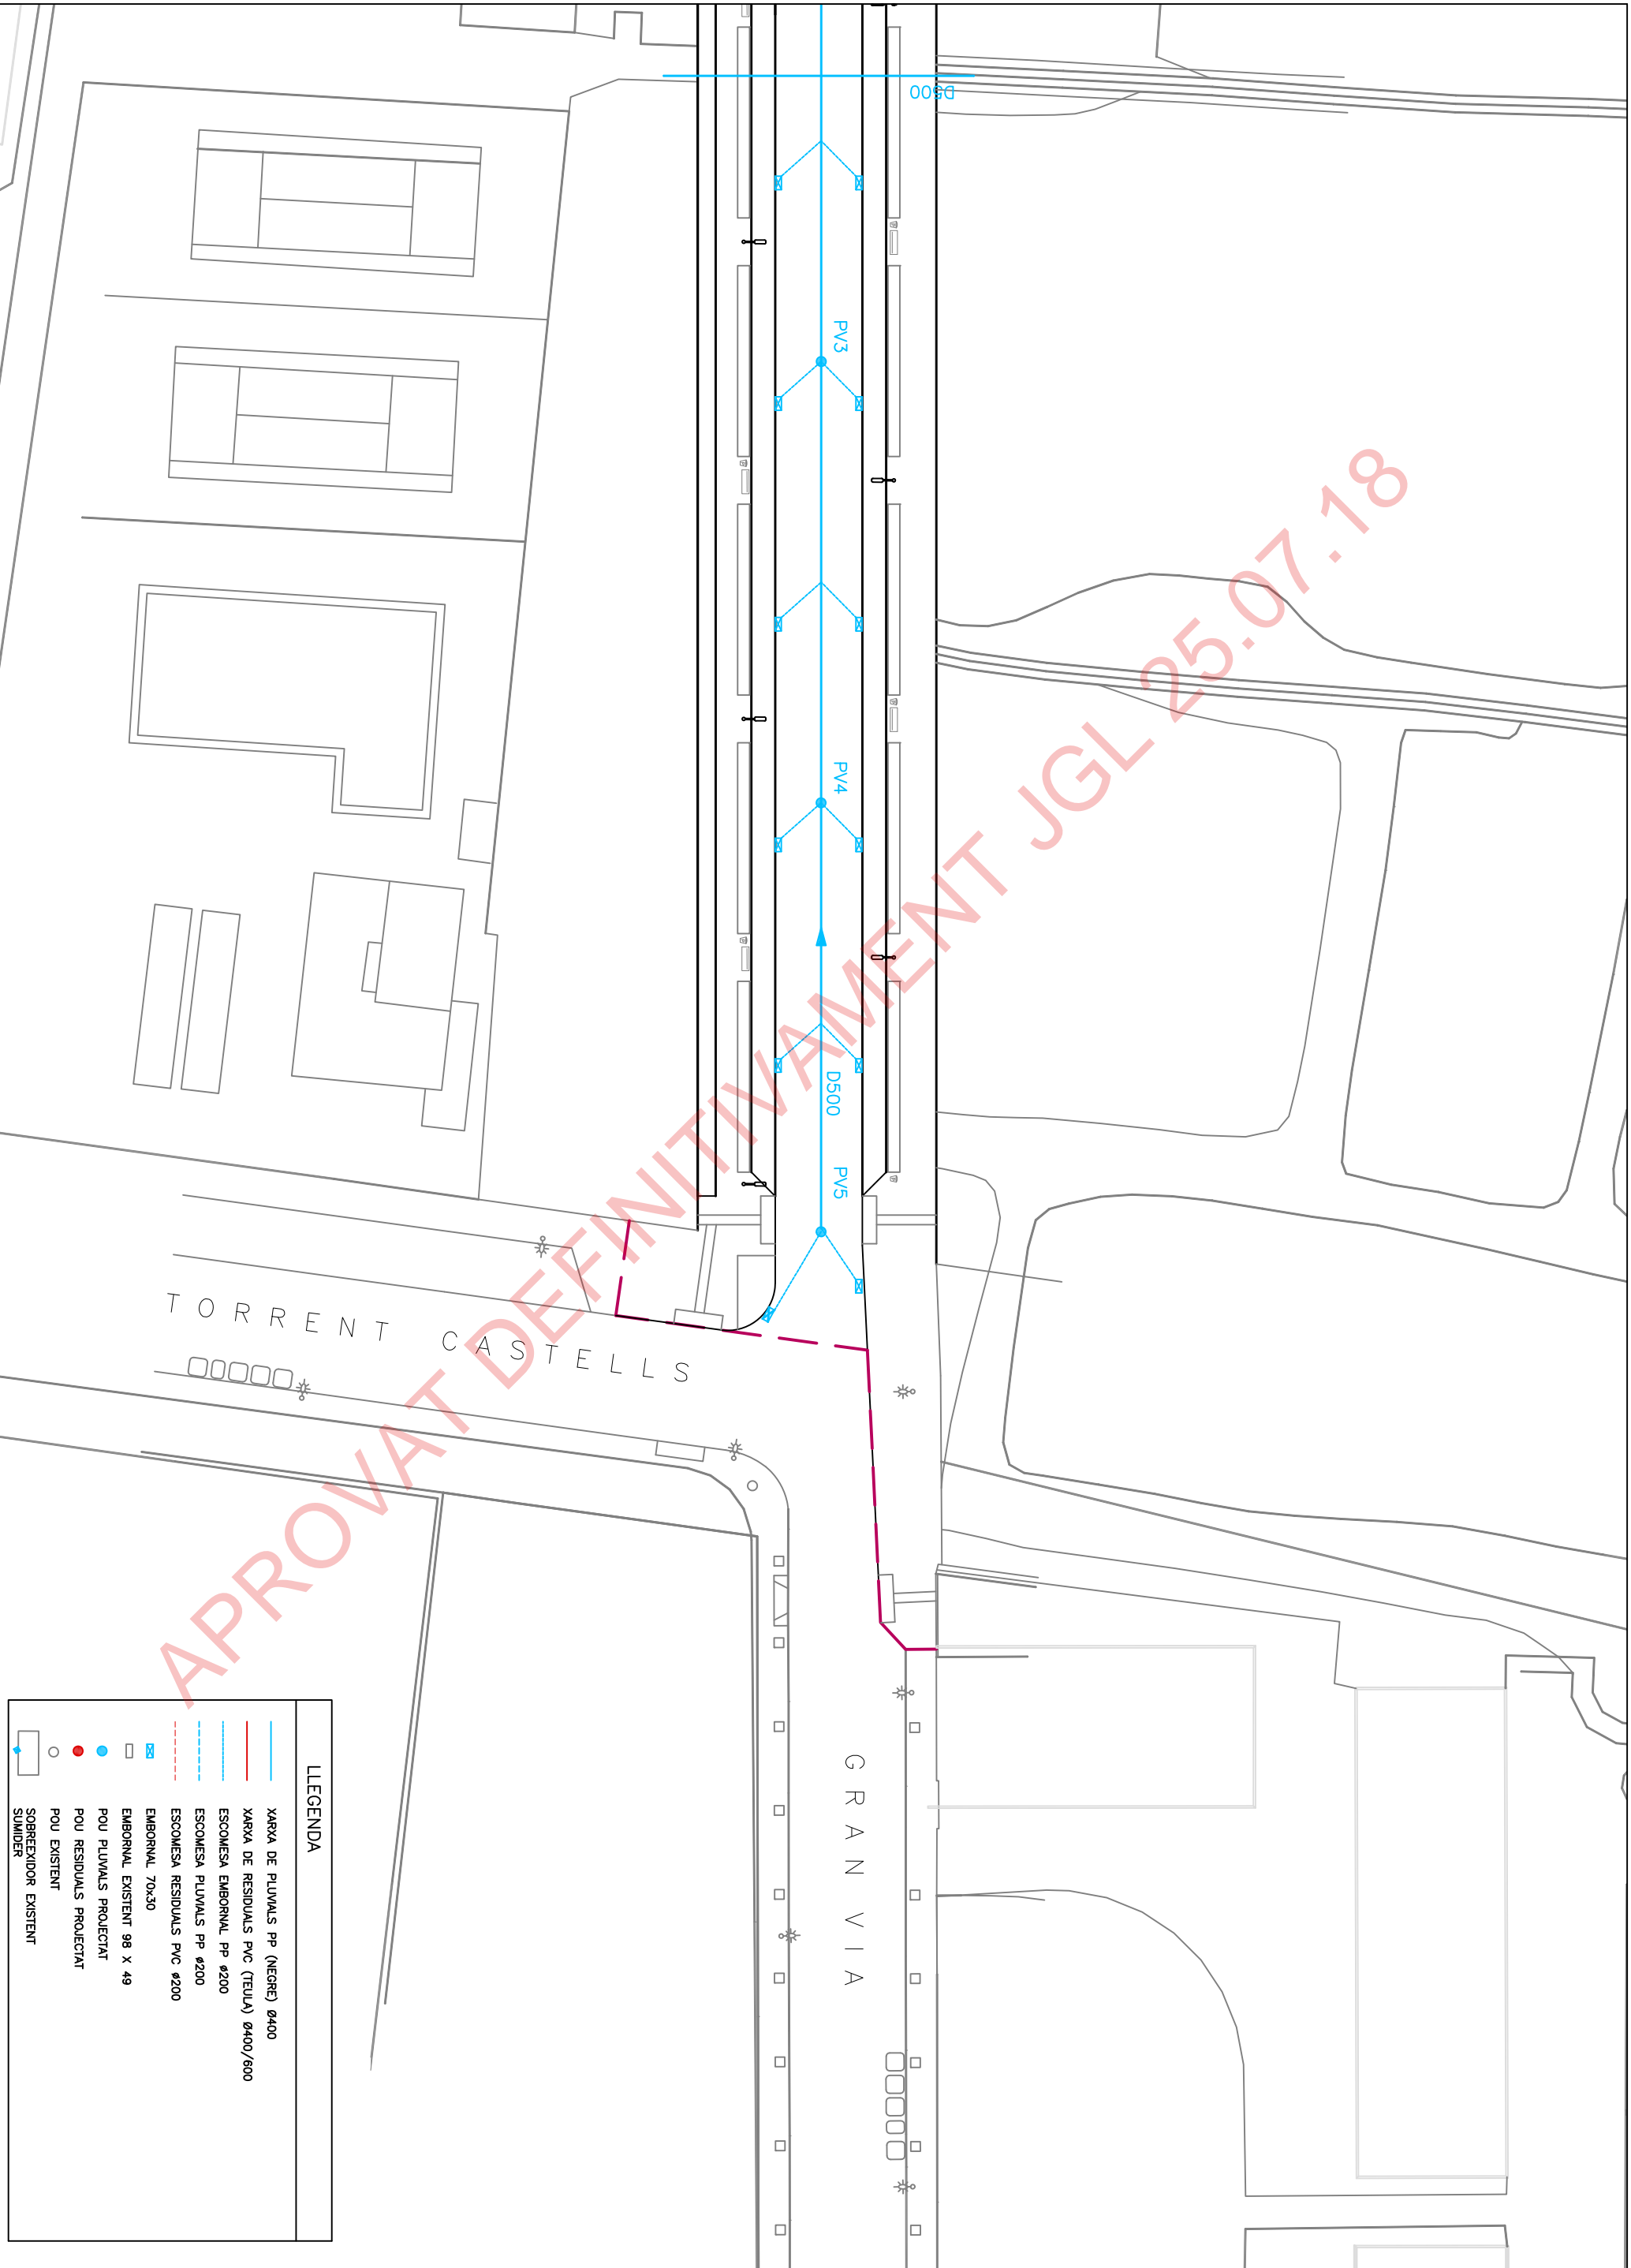 D500
PV3
PV4
D500
PV5
TORRENT CASTELLS
GRAN VIA
APROVAT DEFINITIVAMENT JGL 25.07.18
LLEGENDA
XARXA DE PLUVIALS PP (NEGRE) Ø400
XARXA DE RESIDUALS PVC (TEULA) Ø400/600
ESCOMESA EMBORNAL PP ø200
ESCOMESA PLUVIALS PP ø200
ESCOMESA RESIDUALS PVC ø200
EMBORNAL 70x30
EMBORNAL EXISTENT 98 X 49
POU PLUVIALS PROJECTAT
POU RESIDUALS PROJECTAT
POU EXISTENT
SOBREEXIDOR EXISTENT
SUMIDER